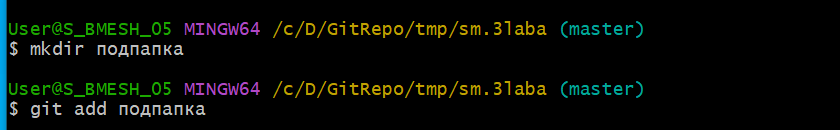 User@S_BMESH_05 MINGW64 /c/D/GitRepo/tmp/sm.3laba (master)
$ mkdir подпапка
User@S_BMESH_05 MINGW64 /c/D/GitRepo/tmp/sm.3laba (master)
$ git add подпапка